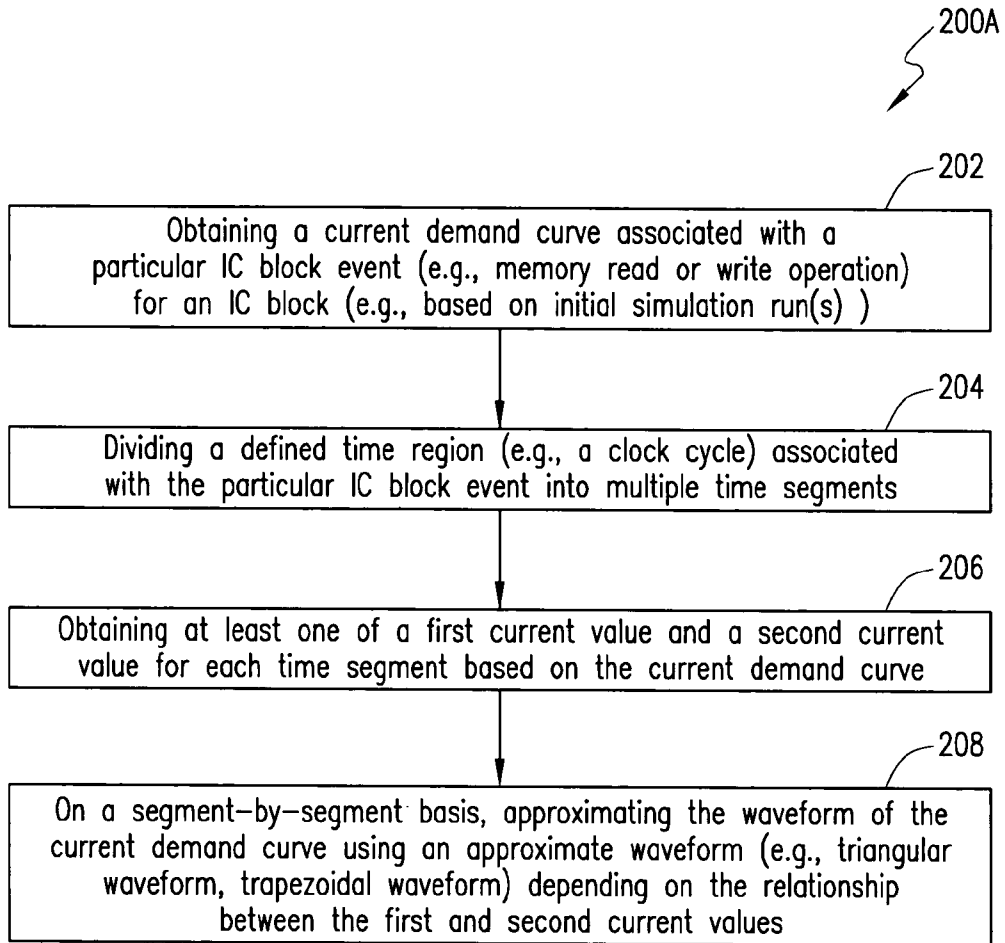 200A
202
Obtaining a current demand curve associated with a
particular IC block event (e.g., memory read or write operation)
for an IC block (e.g., based on initial simulation run(s) )
204
Dividing a defined time region (e.g., a clock cycle) associated
with the particular IC block event into multiple time segments
206
Obtaining at least one of a first current value and a second current
value for each time segment based on the current demand curve
208
On a segment-by-segment basis, approximating the waveform of the
current demand curve using an approximate waveform (e.g., triangular
waveform, trapezoidal waveform) depending on the relationship
between the first and second current values